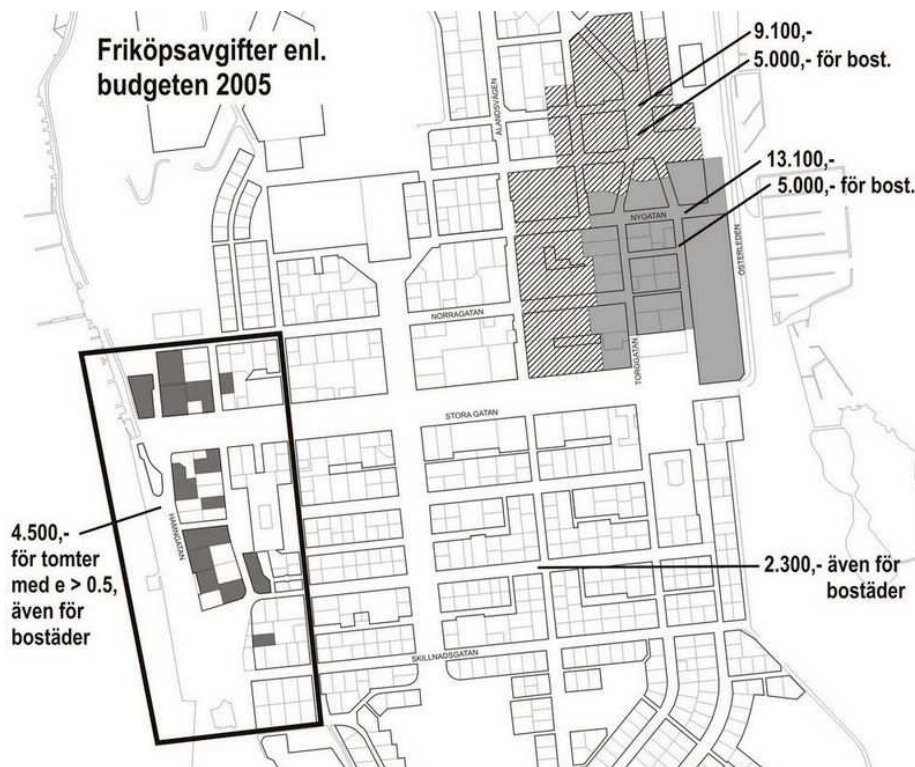 Friköpsavgifter enl.
budgeten 2005
9.100,-
5.000,- för bost.
13.100,-
5.000,- för bost.
ÅLANDSVÄGEN
NYGATAN
ÖSTERLEDEN
NORRAGATAN
TORGGATAN
STORA GATAN
HAMNGATAN
4.500,-
för tomter
med e > 0.5,
även för
bostäder
2.300,- även för
bostäder
SKILLNADSGATAN